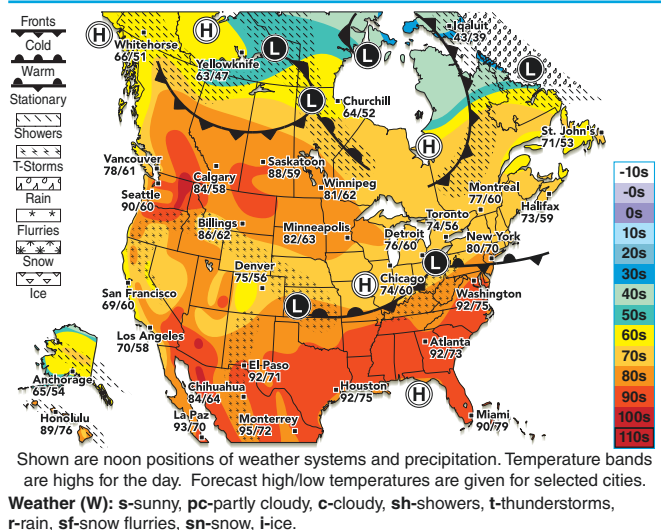 Fronts
Cold
Warm
Stationary
Showers
T-Storms
Rain
Flurries
Snow
Ice
H
H
L
L
L
L
H
L
L
H
H
Whitehorse
66/51
Yellowknife
63/47
Iqaluit
43/39
Churchill
64/52
St. John's
71/53
Vancouver
78/61
Calgary
84/58
Saskatoon
88/59
Winnipeg
81/62
Seattle
90/60
Montreal
77/60
Halifax
73/59
Toronto
74/56
Billings
86/62
Minneapolis
82/63
Detroit
76/60
New York
80/70
Denver
75/56
Chicago
74/60
Washington
92/75
San Francisco
69/60
Los Angeles
70/58
Atlanta
92/73
El Paso
92/71
Anchorage
65/54
Chihuahua
84/64
Houston
92/75
Honolulu
89/76
La Paz
93/70
Monterrey
95/72
Miami
90/79
-10s
-0s
0s
10s
20s
30s
40s
50s
60s
70s
80s
90s
100s
110s
Shown are noon positions of weather systems and precipitation. Temperature bands
are highs for the day. Forecast high/low temperatures are given for selected cities.
Weather (W): s-sunny, pc-partly cloudy, c-cloudy, sh-showers, t-thunderstorms,
r-rain, sf-snow flurries, sn-snow, i-ice.